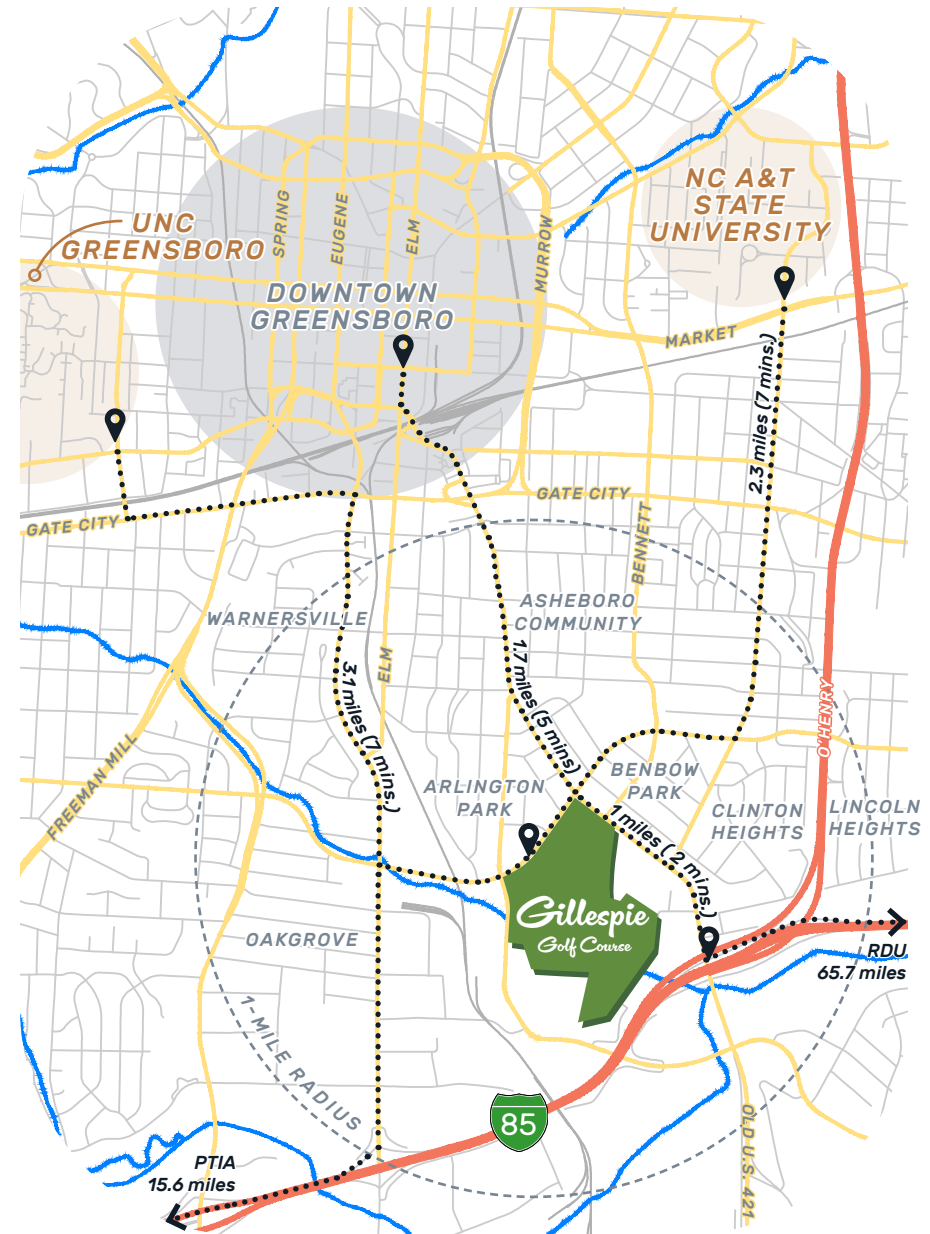 NC A&T
STATE
UNIVERSITY
UNC
GREENSBORO
SPRING
EUGENE
ELM
MURROW
DOWNTOWN
GREENSBORO
MARKET
2.3 miles (7 mins.)
GATE CITY
GATE CITY
BENNETT
WARNERSVILLE
ASHEBORO
COMMUNITY
ELM
3.1 miles (7 mins.)
1.7 miles (5 mins)
O'HENRY
FREEMAN MILL
ARLINGTON
PARK
BENBOW
PARK
1 miles ( 2 mins.)
CLINTON
HEIGHTS
LINCOLN
HEIGHTS
Gillespie
Golf Course
OAKGROVE
RDU
65.7 miles
1-MILE RADIUS
85
OLD U.S. 421
PTIA
15.6 miles